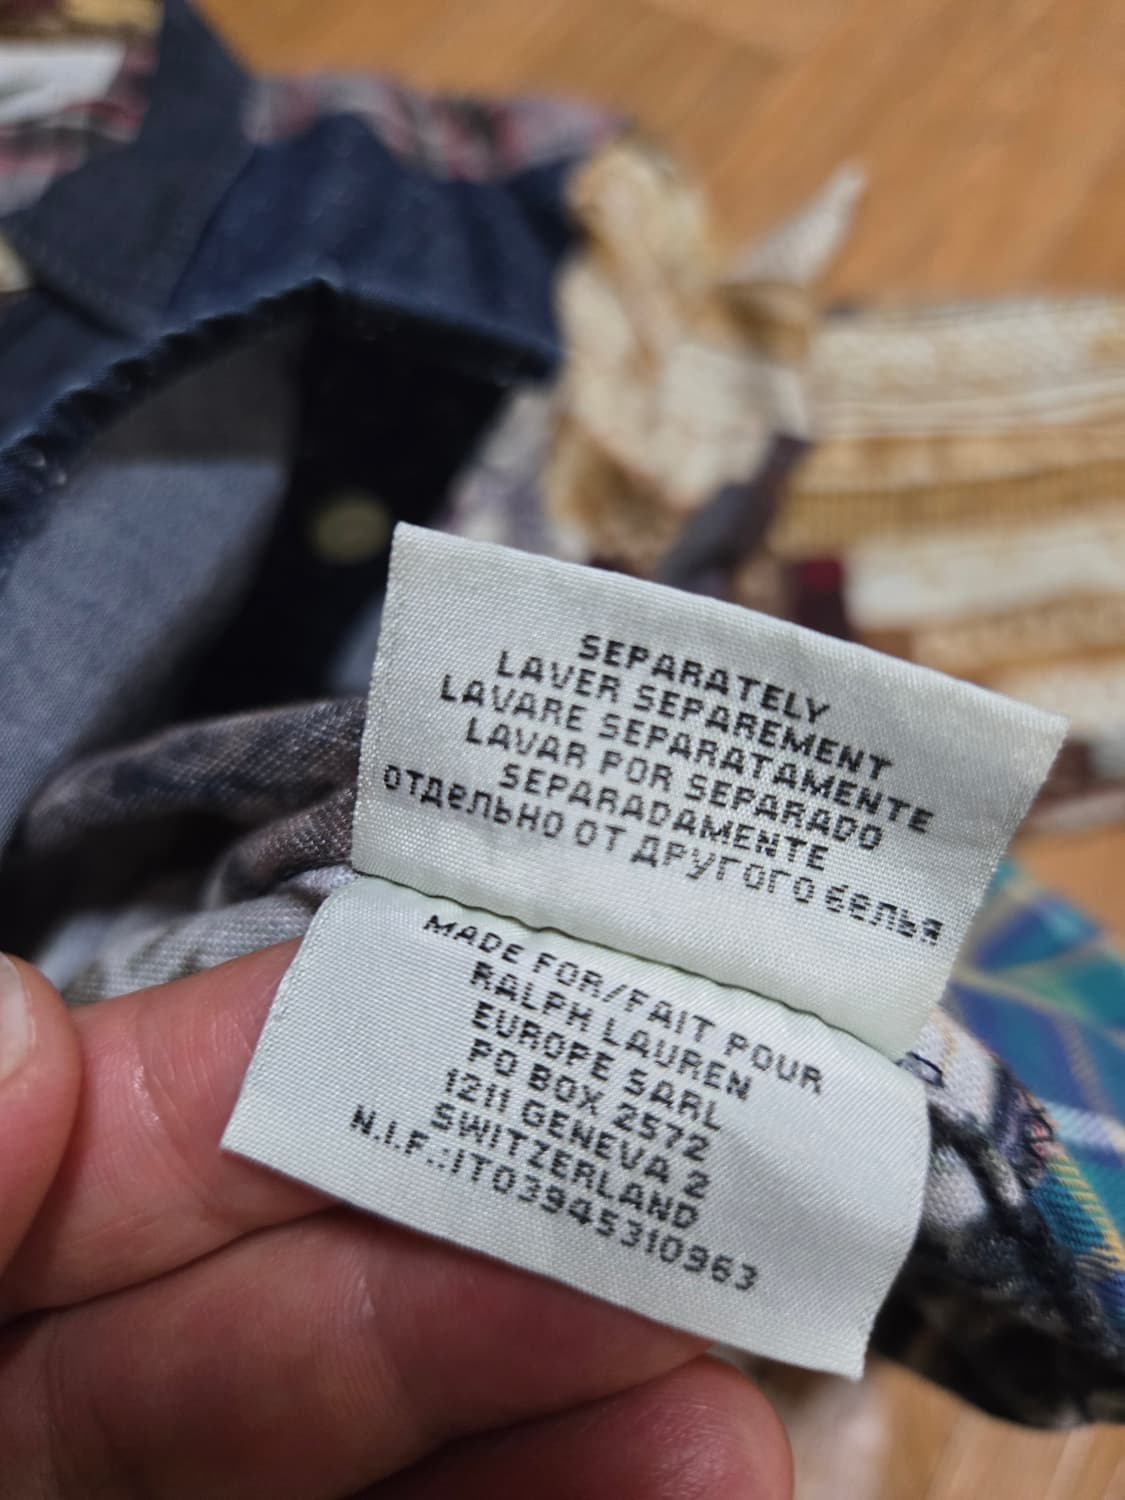 SEPARATELY
LAVER SEPAREMENT
LAVARE SEPARATAMENTE
LAVAR POR SEPARADO
SEPARADAMENTE
ОТДЕЛЬНО ОТ ДРУГОГО БЕЛЬЯ
MADE FOR/FAIT POUR
RALPH LAUREN
EUROPE SARL
PO BOX 2572
1211 GENEVA 2
SWITZERLAND
N.I.F.:IT03945310963